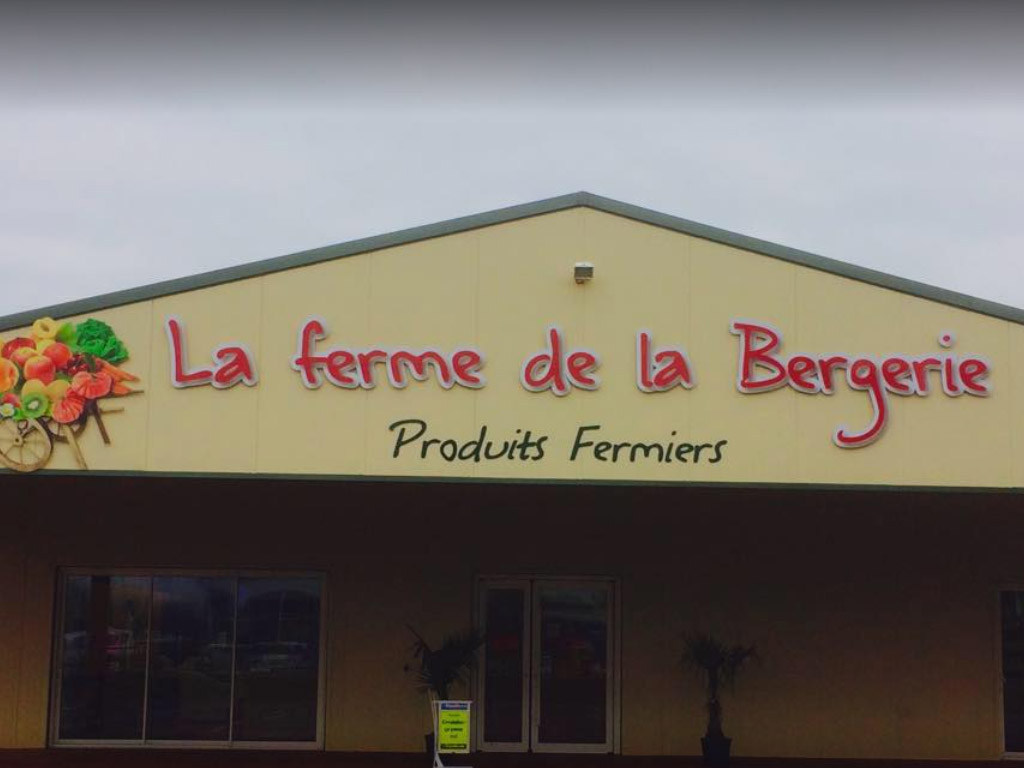 La ferme de la Bergerie
Produits Fermiers